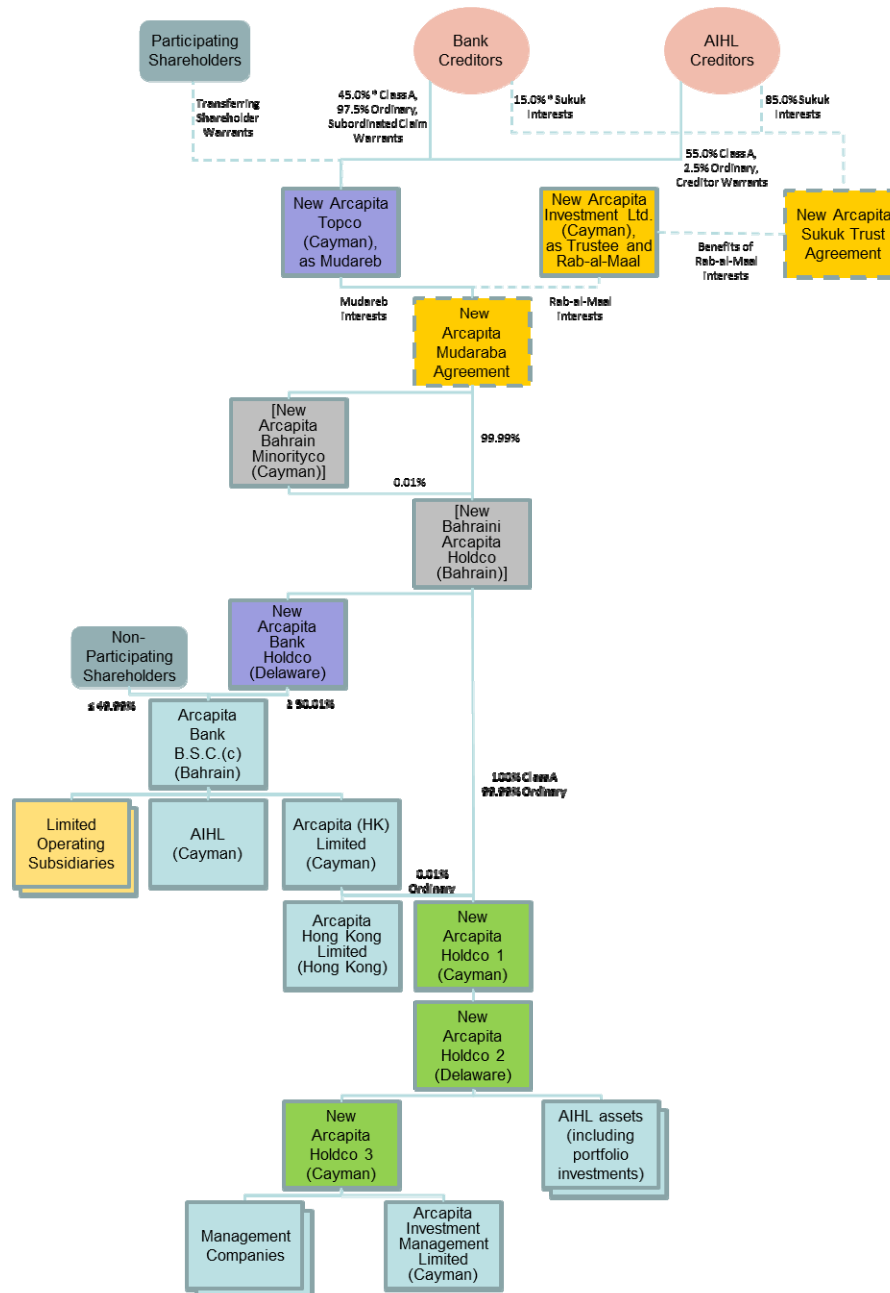 Participating
Shareholders
Bank
Creditors
AIHL
Creditors
Transferring
Shareholder
Warrants
45.0% * Class A,
97.5% Ordinary,
Subordinated Claim
Warrants
15.0% * Sukuk
Interests
85.0% Sukuk
Interests
55.0% Class A,
2.5% Ordinary,
Creditor Warrants
New Arcapita
Topco
(Cayman),
as Mudareb
New Arcapita
Investment Ltd.
(Cayman),
as Trustee and
Rab-al-Maal
New Arcapita
Sukuk Trust
Agreement
Benefits of
Rab-al-Maal
Interests
Mudareb
Interests
Rab-al-Maal
Interests
New
Arcapita
Mudaraba
Agreement
[New
Arcapita
Bahrain
Minorityco
(Cayman)]
99.99%
0.01%
[New
Bahraini
Arcapita
Holdco
(Bahrain)]
New
Arcapita
Bank
Holdco
(Delaware)
Non-
Participating
Shareholders
≤ 49.99%
≥ 50.01%
Arcapita
Bank
B.S.C.(c)
(Bahrain)
100% Class A
99.99% Ordinary
Limited
Operating
Subsidiaries
AIHL
(Cayman)
Arcapita (HK)
Limited
(Cayman)
0.01%
Ordinary
Arcapita
Hong Kong
Limited
(Hong Kong)
New
Arcapita
Holdco 1
(Cayman)
New
Arcapita
Holdco 2
(Delaware)
New
Arcapita
Holdco 3
(Cayman)
AIHL assets
(including
portfolio
investments)
Management
Companies
Arcapita
Investment
Management
Limited
(Cayman)